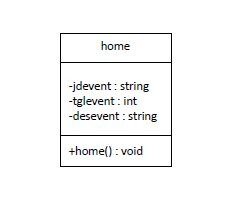 home
-jdevent : string
-tglevent : int
-desevent : string
+home() : void